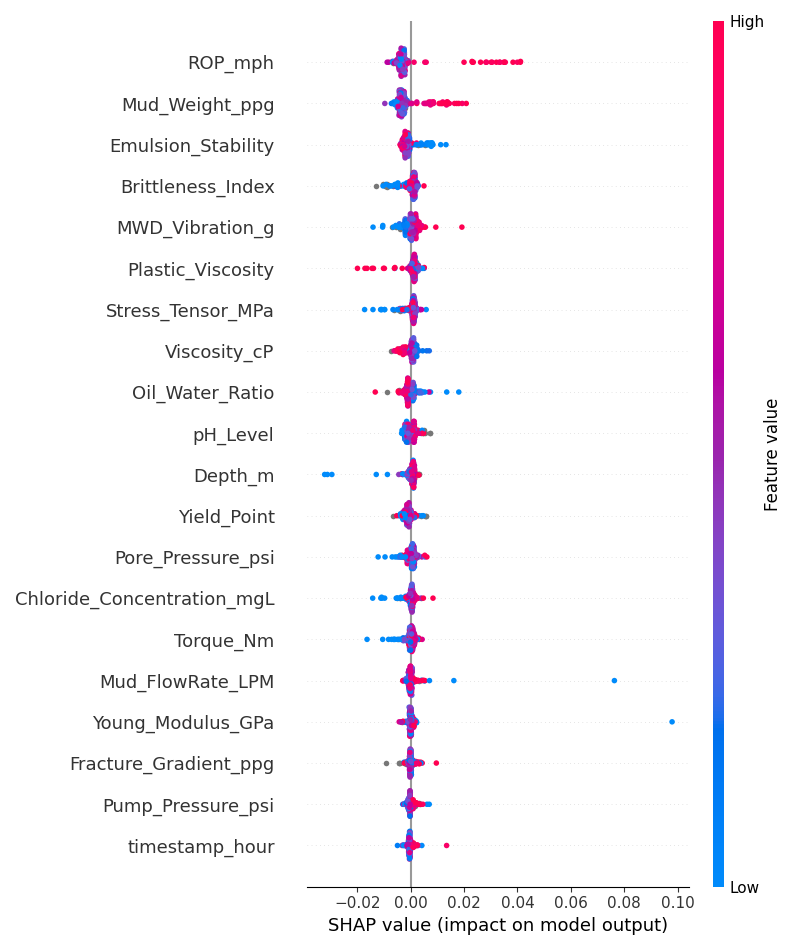 High
ROP_mph
Mud_Weight_ppg
Emulsion_Stability
Brittleness_Index
MWD_Vibration_g
Plastic_Viscosity
Stress_Tensor_MPa
Viscosity_cP
Oil_Water_Ratio
pH_Level
Depth_m
Yield_Point
Pore_Pressure_psi
Chloride_Concentration_mgL
Torque_Nm
Mud_FlowRate_LPM
Young_Modulus_GPa
Fracture_Gradient_ppg
Pump_Pressure_psi
timestamp_hour
Feature value
Low
−0.02 0.00 0.02 0.04 0.06 0.08 0.10
SHAP value (impact on model output)